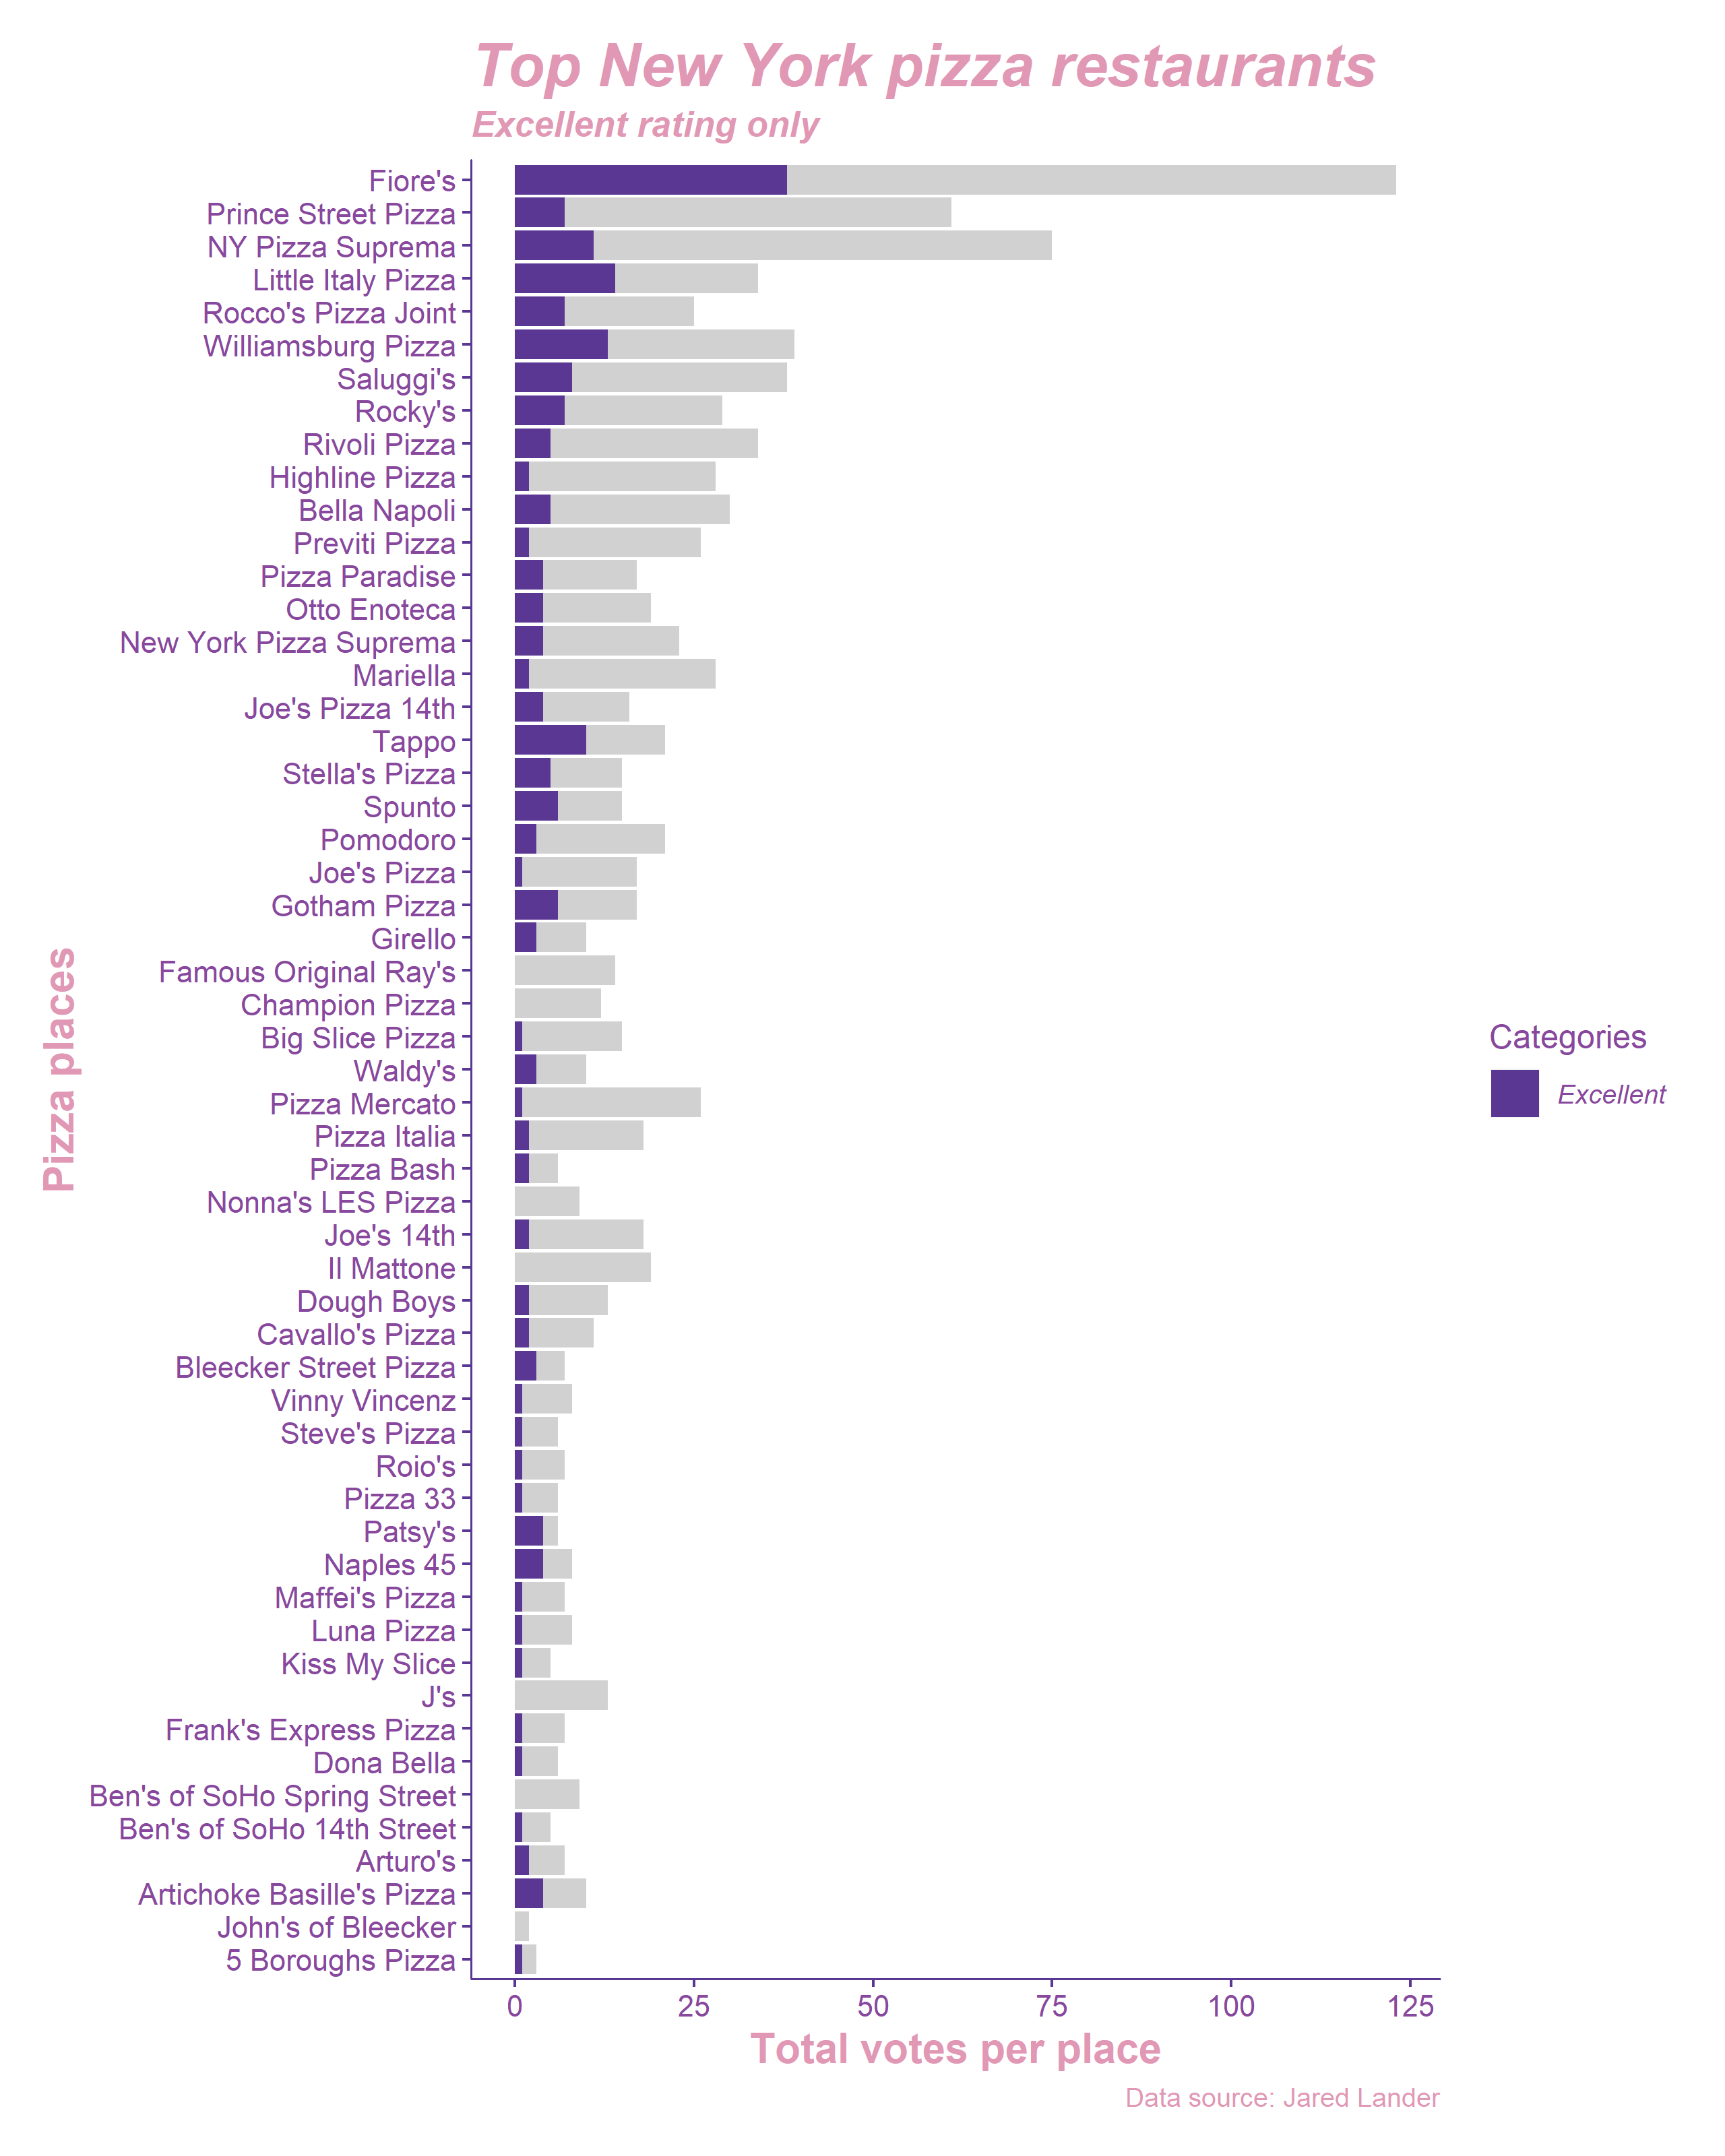 Top New York pizza restaurants
Excellent rating only
Fiore's
Prince Street Pizza
NY Pizza Suprema
Little Italy Pizza
Rocco's Pizza Joint
Williamsburg Pizza
Saluggi's
Rocky's
Rivoli Pizza
Highline Pizza
Bella Napoli
Previti Pizza
Pizza Paradise
Otto Enoteca
New York Pizza Suprema
Mariella
Joe's Pizza 14th
Tappo
Stella's Pizza
Spunto
Pomodoro
Joe's Pizza
Gotham Pizza
Girello
Famous Original Ray's
Champion Pizza
Big Slice Pizza
Waldy's
Pizza Mercato
Pizza Italia
Pizza Bash
Nonna's LES Pizza
Joe's 14th
Il Mattone
Dough Boys
Cavallo's Pizza
Bleecker Street Pizza
Vinny Vincenz
Steve's Pizza
Roio's
Pizza 33
Patsy's
Naples 45
Maffei's Pizza
Luna Pizza
Kiss My Slice
J's
Frank's Express Pizza
Dona Bella
Ben's of SoHo Spring Street
Ben's of SoHo 14th Street
Arturo's
Artichoke Basille's Pizza
John's of Bleecker
5 Boroughs Pizza
Pizza places
0 25 50 75 100 125
Total votes per place
Categories
Excellent
Data source: Jared Lander